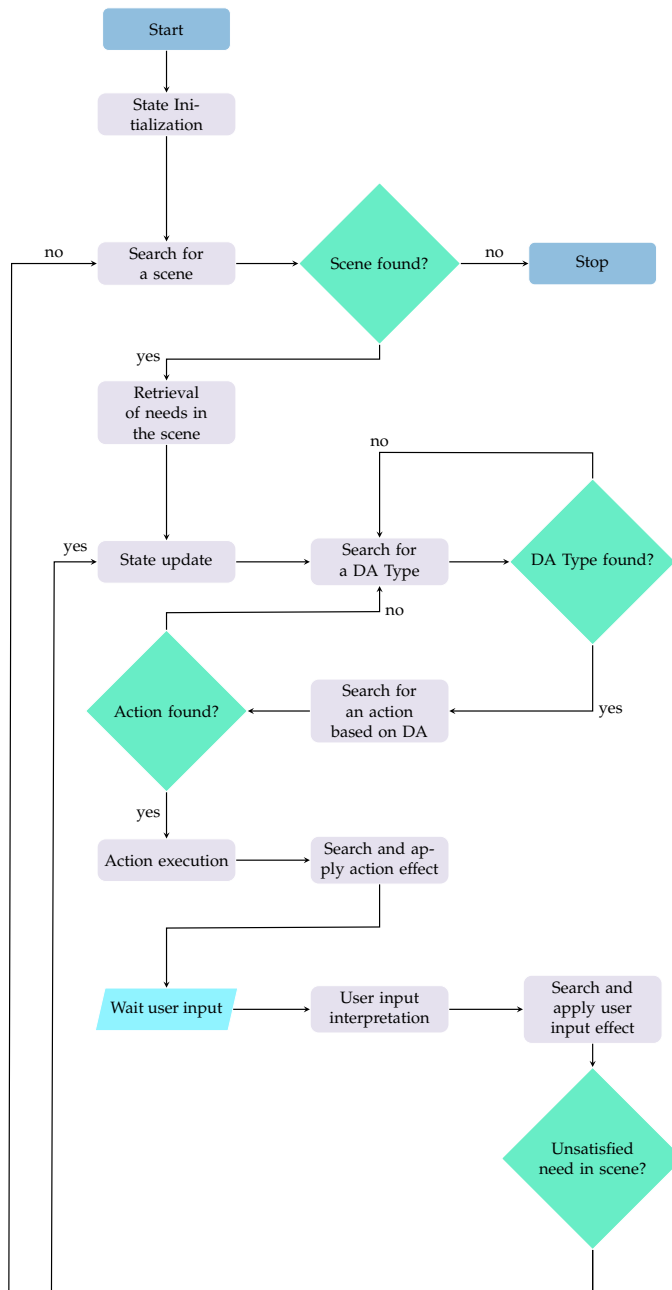 Start
State Ini-
tialization
no
Search for
a scene
Scene found?
no
Stop
yes
Retrieval
of needs in
the scene
no
yes
State update
Search for
a DA Type
DA Type found?
no
Action found?
Search for
an action
based on DA
yes
yes
Action execution
Search and ap-
ply action effect
Wait user input
User input
interpretation
Search and
apply user
input effect
Unsatisfied
need in scene?